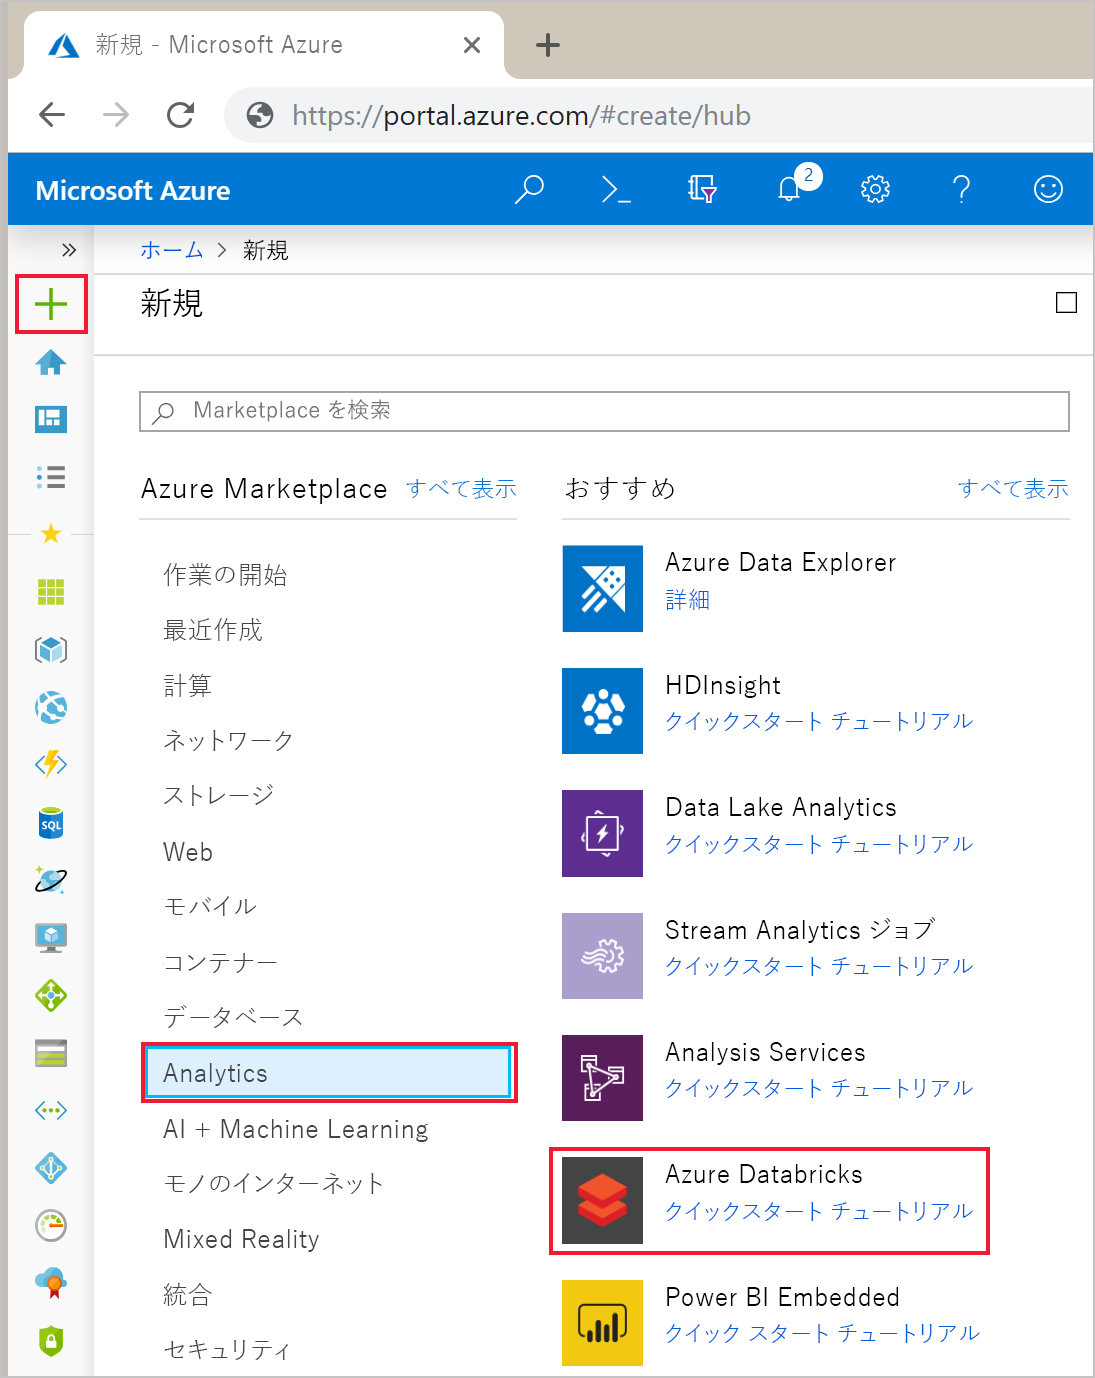 新規 - Microsoft Azure
https://portal.azure.com/#create/hub
Microsoft Azure
2
ホーム > 新規
新規
Marketplace を検索
Azure Marketplace すべて表示
作業の開始
最近作成
計算
ネットワーク
ストレージ
Web
モバイル
コンテナー
データベース
Analytics
AI + Machine Learning
モノのインターネット
Mixed Reality
統合
セキュリティ
おすすめ すべて表示
Azure Data Explorer
詳細
HDInsight
クイックスタート チュートリアル
Data Lake Analytics
クイックスタート チュートリアル
Stream Analytics ジョブ
クイックスタート チュートリアル
Analysis Services
クイックスタート チュートリアル
Azure Databricks
クイックスタート チュートリアル
Power BI Embedded
クイック スタート チュートリアル
SQL